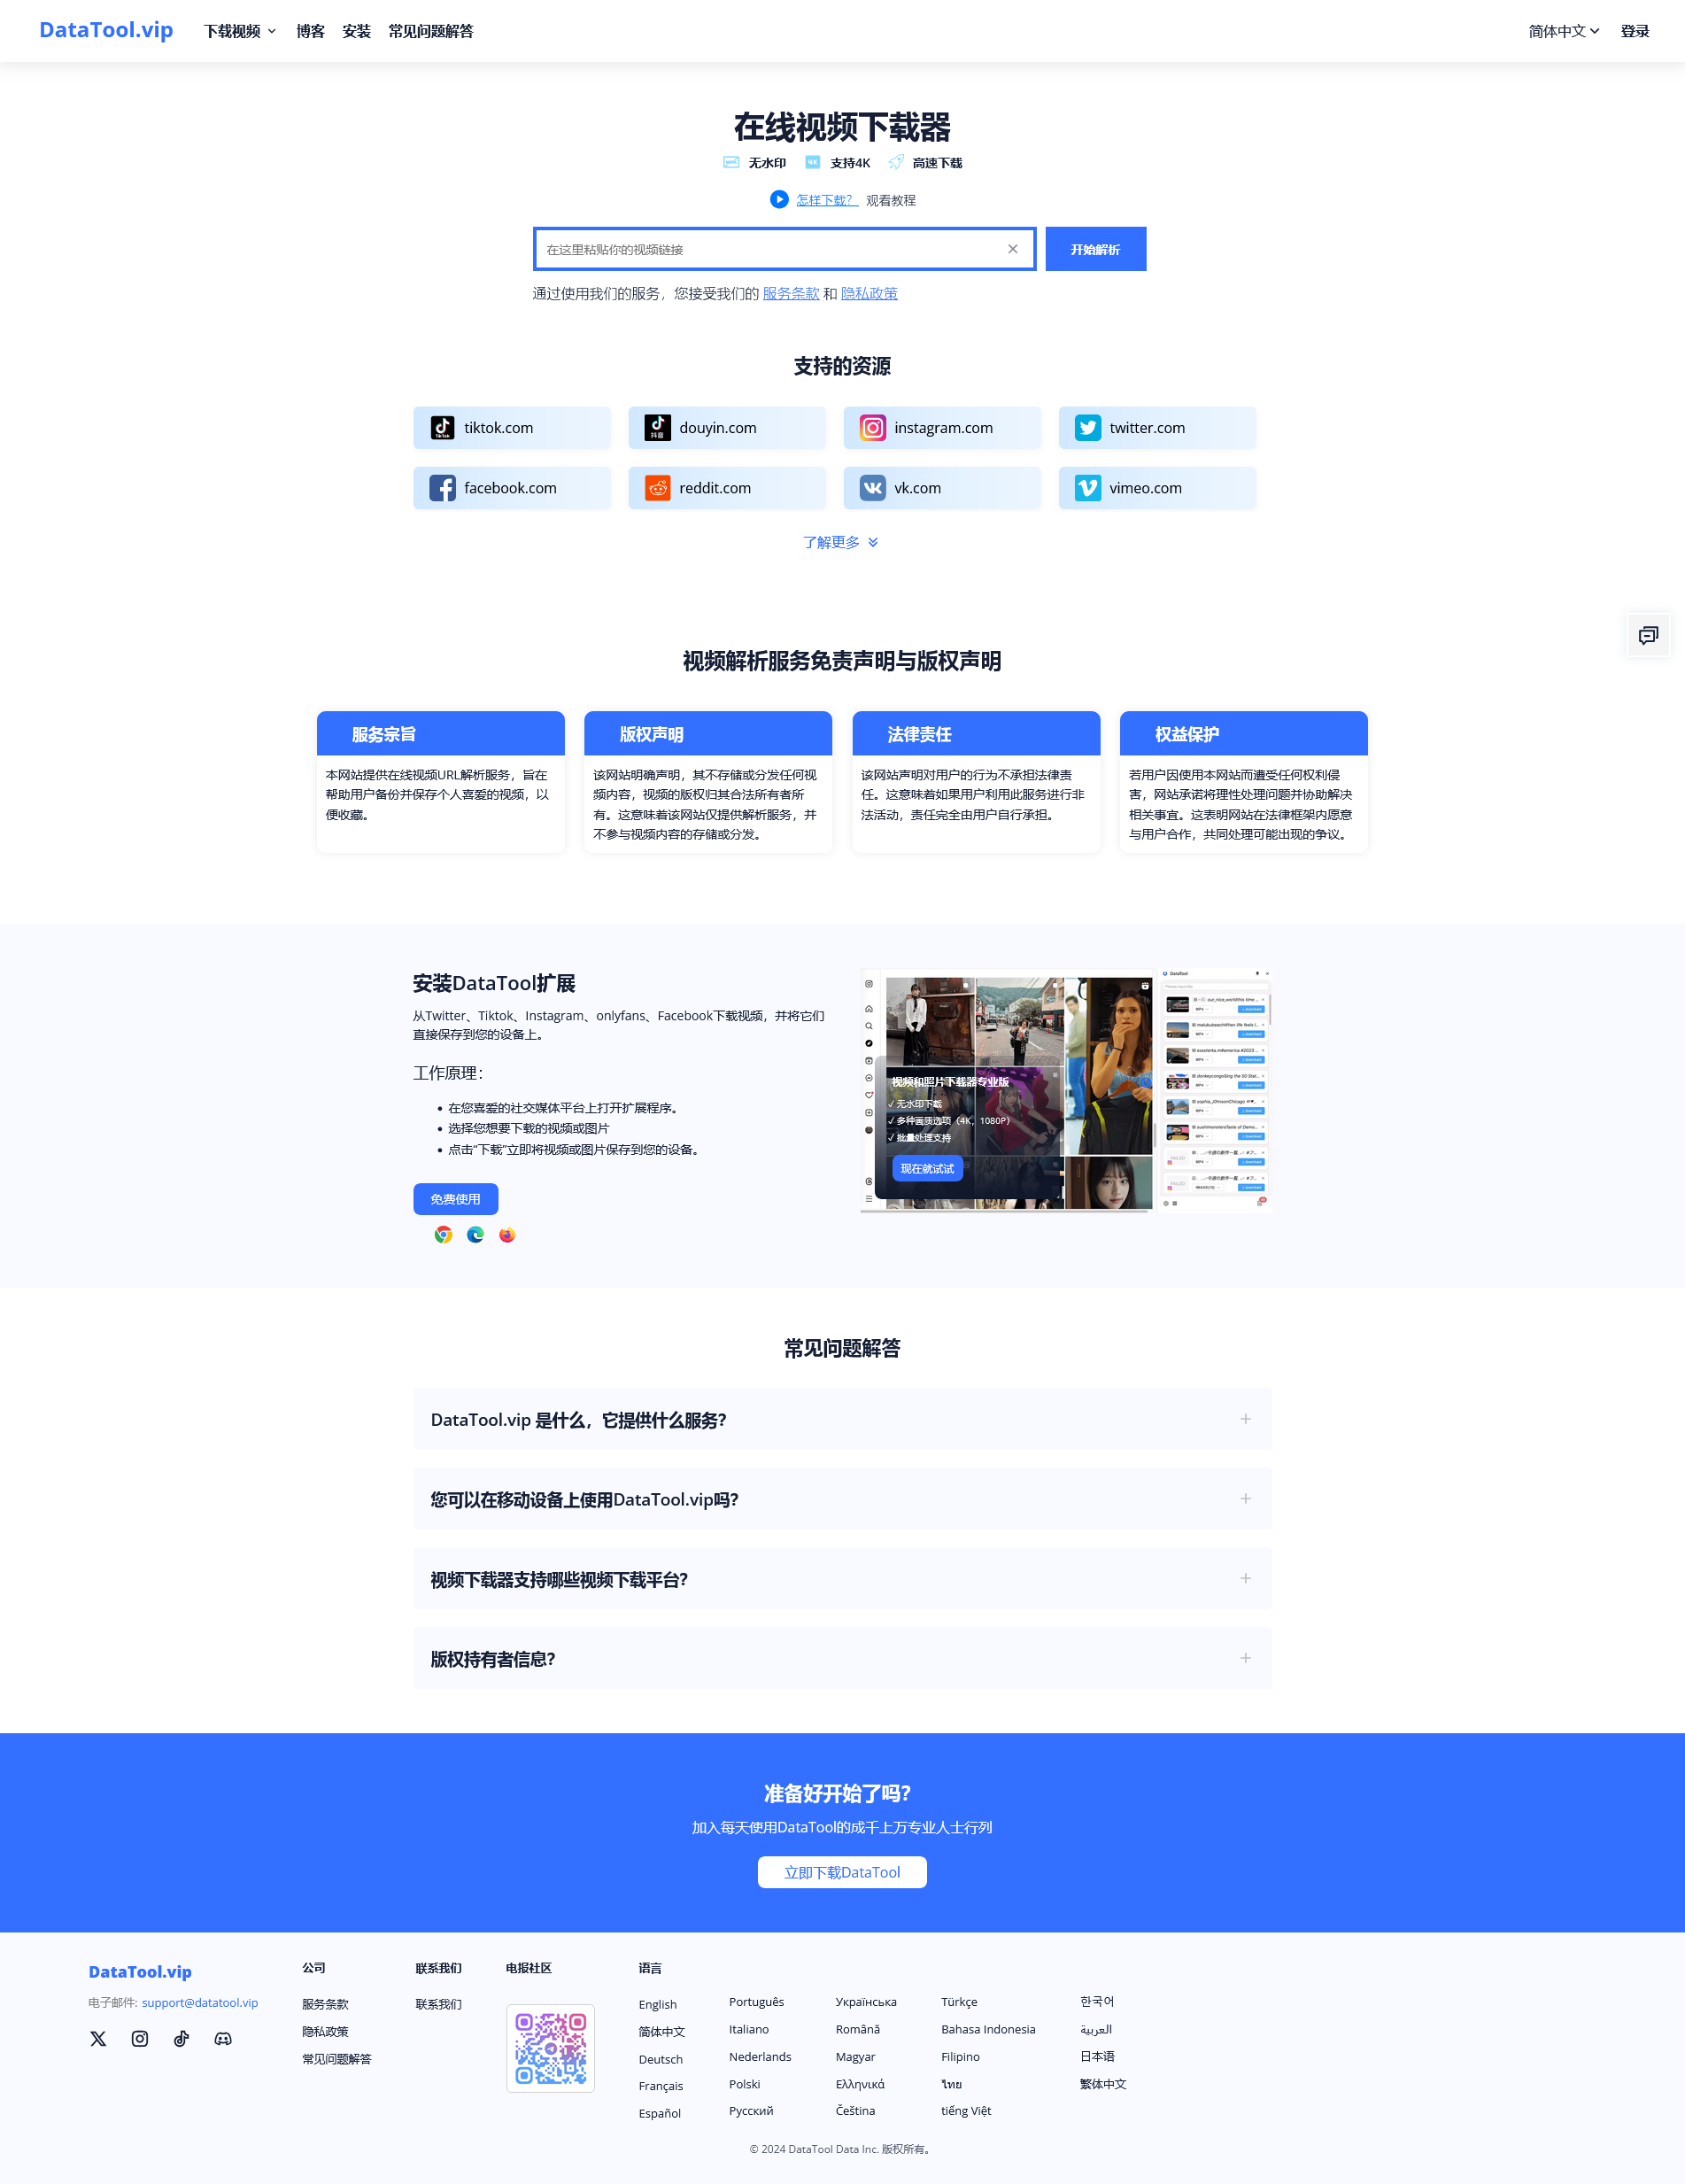 DataTool.vip 下载视频 博客 安装 常见问题解答 简体中文 登录
在线视频下载器
无水印 支持4K 高速下载
怎样下载？ 观看教程
在这里粘贴你的视频链接 开始解析
通过使用我们的服务，您接受我们的 服务条款 和 隐私政策
支持的资源
tiktok.com douyin.com instagram.com twitter.com
facebook.com reddit.com vk.com vimeo.com
了解更多
视频解析服务免责声明与版权声明
服务宗旨
本网站提供在线视频URL解析服务，旨在
帮助用户备份并保存个人喜爱的视频，以
便收藏。
版权声明
该网站明确声明，其不存储或分发任何视
频内容，视频的版权归其合法所有者所
有。这意味着该网站仅提供解析服务，并
不参与视频内容的存储或分发。
法律责任
该网站声明对用户的行为不承担法律责
任。这意味着如果用户利用此服务进行非
法活动，责任完全由用户自行承担。
权益保护
若用户因使用本网站而遭受任何权利侵
害，网站承诺将理性处理问题并协助解决
相关事宜。这表明网站在法律框架内愿意
与用户合作，共同处理可能出现的争议。
安装DataTool扩展
从Twitter、Tiktok、Instagram、onlyfans、Facebook下载视频，并将它们
直接保存到您的设备上。
工作原理：
在您喜爱的社交媒体平台上打开扩展程序。
选择您想要下载的视频或图片
点击“下载”立即将视频或图片保存到您的设备。
免费使用
视频和照片下载器专业版
✓ 无水印下载
✓ 多种画质选项（4K，1080P）
✓ 批量处理支持
现在就试试
DataTool
常见问题解答
DataTool.vip 是什么，它提供什么服务？
您可以在移动设备上使用DataTool.vip吗？
视频下载器支持哪些视频下载平台？
版权持有者信息？
准备好开始了吗？
加入每天使用DataTool的成千上万专业人士行列
立即下载DataTool
DataTool.vip
电子邮件: support@datatool.vip
公司
服务条款
隐私政策
常见问题解答
联系我们
联系我们
电报社区
语言
English
简体中文
Deutsch
Français
Español
Português
Italiano
Nederlands
Polski
Русский
Українська
Română
Magyar
Ελληνικά
Čeština
Türkçe
Bahasa Indonesia
Filipino
ไทย
tiếng Việt
한국어
العربية
日本语
繁体中文
© 2024 DataTool Data Inc. 版权所有。